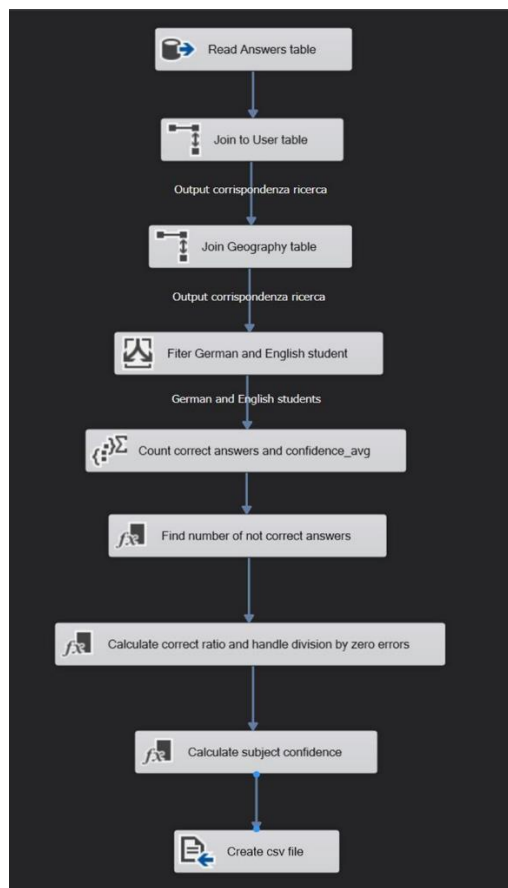 Read Answers table
Join to User table
Output corrispondenza ricerca
Join Geography table
Output corrispondenza ricerca
Fiter German and English student
German and English students
Count correct answers and confidence_avg
Find number of not correct answers
Calculate correct ratio and handle division by zero errors
Calculate subject confidence
Create csv file